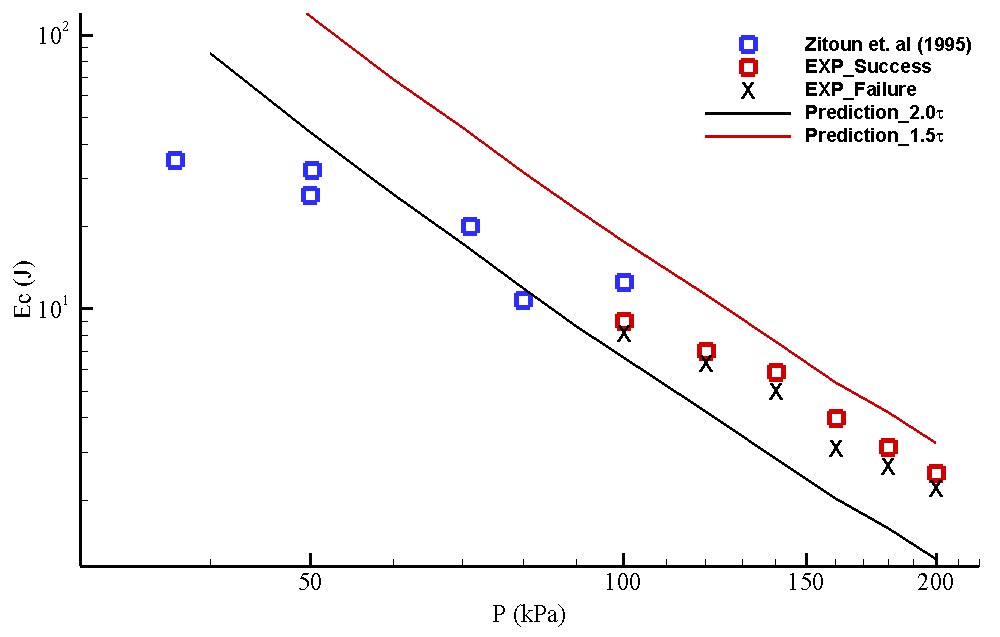 10²
Zitoun et. al (1995)
EXP_Success
EXP_Failure
Prediction_2.0τ
Prediction_1.5τ
Ec (J)
10¹
50
100
150
200
P (kPa)